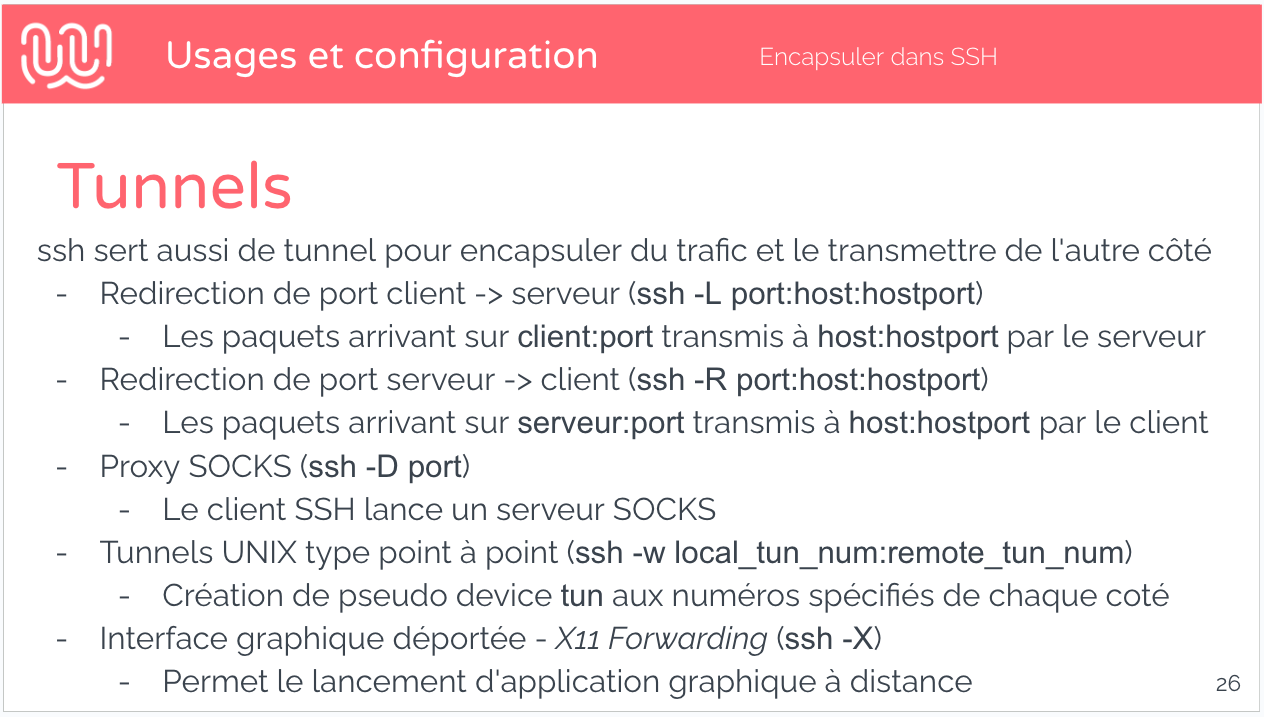 Usages et configuration
Encapsuler dans SSH
Tunnels
ssh sert aussi de tunnel pour encapsuler du trafic et le transmettre de l'autre côté
- Redirection de port client -> serveur (ssh -L port:host:hostport)
- Les paquets arrivant sur client:port transmis à host:hostport par le serveur
- Redirection de port serveur -> client (ssh -R port:host:hostport)
- Les paquets arrivant sur serveur:port transmis à host:hostport par le client
- Proxy SOCKS (ssh -D port)
- Le client SSH lance un serveur SOCKS
- Tunnels UNIX type point à point (ssh -w local_tun_num:remote_tun_num)
- Création de pseudo device tun aux numéros spécifiés de chaque coté
- Interface graphique déportée - X11 Forwarding (ssh -X)
- Permet le lancement d'application graphique à distance
26